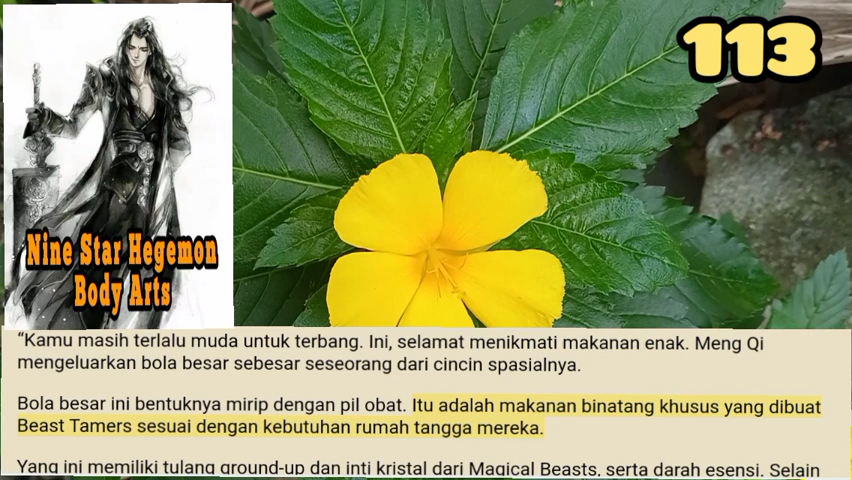 113
Nine Star Hegemon
Body Arts
“Kamu masih terlalu muda untuk terbang. Ini, selamat menikmati makanan enak. Meng Qi
mengeluarkan bola besar sebesar seseorang dari cincin spasialnya.
Bola besar ini bentuknya mirip dengan pil obat. Itu adalah makanan binatang khusus yang dibuat
Beast Tamers sesuai dengan kebutuhan rumah tangga mereka.
Yang ini memiliki tulang ground-up dan inti kristal dari Magical Beasts, serta darah esensi. Selain